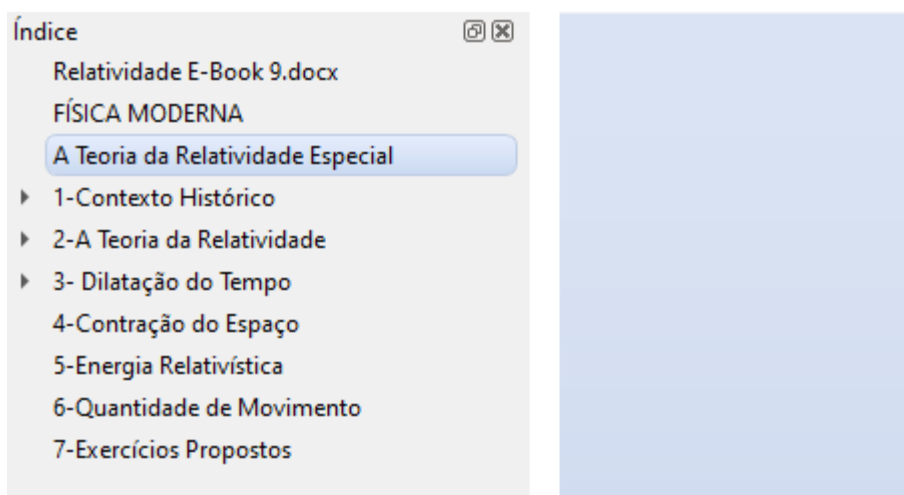 Índice
Relatividade E-Book 9.docx
FÍSICA MODERNA
A Teoria da Relatividade Especial
1-Contexto Histórico
2-A Teoria da Relatividade
3- Dilatação do Tempo
4-Contração do Espaço
5-Energia Relativística
6-Quantidade de Movimento
7-Exercícios Propostos